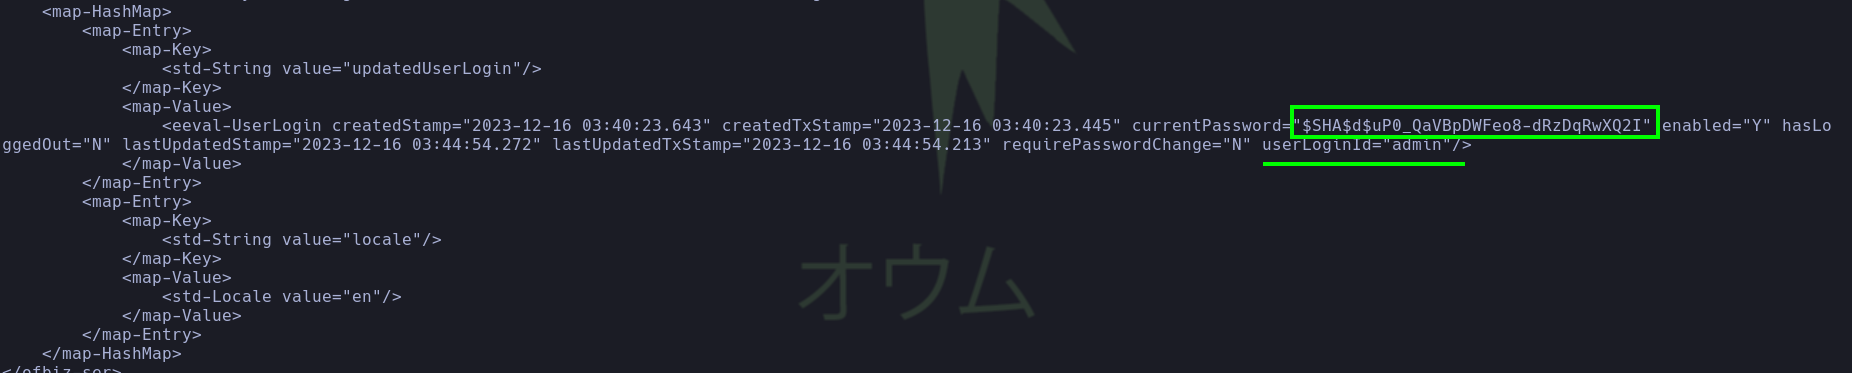 <map-HashMap>
<map-Entry>
<map-Key>
<std-String value="updatedUserLogin"/>
</map-Key>
<map-Value>
<eeval-UserLogin createdStamp="2023-12-16 03:40:23.643" createdTxStamp="2023-12-16 03:40:23.445" currentPassword="$SHA$d$uP0_QaVBpDWFeo8-dRzDqRwXQ2I" enabled="Y" hasLo
ggedOut="N" lastUpdatedStamp="2023-12-16 03:44:54.272" lastUpdatedTxStamp="2023-12-16 03:44:54.213" requirePasswordChange="N" userLoginId="admin"/>
</map-Value>
</map-Entry>
<map-Entry>
<map-Key>
<std-String value="locale"/>
</map-Key>
<map-Value>
<std-Locale value="en"/>
</map-Value>
</map-Entry>
</map-HashMap>
</ofbiz-ser>
オウム